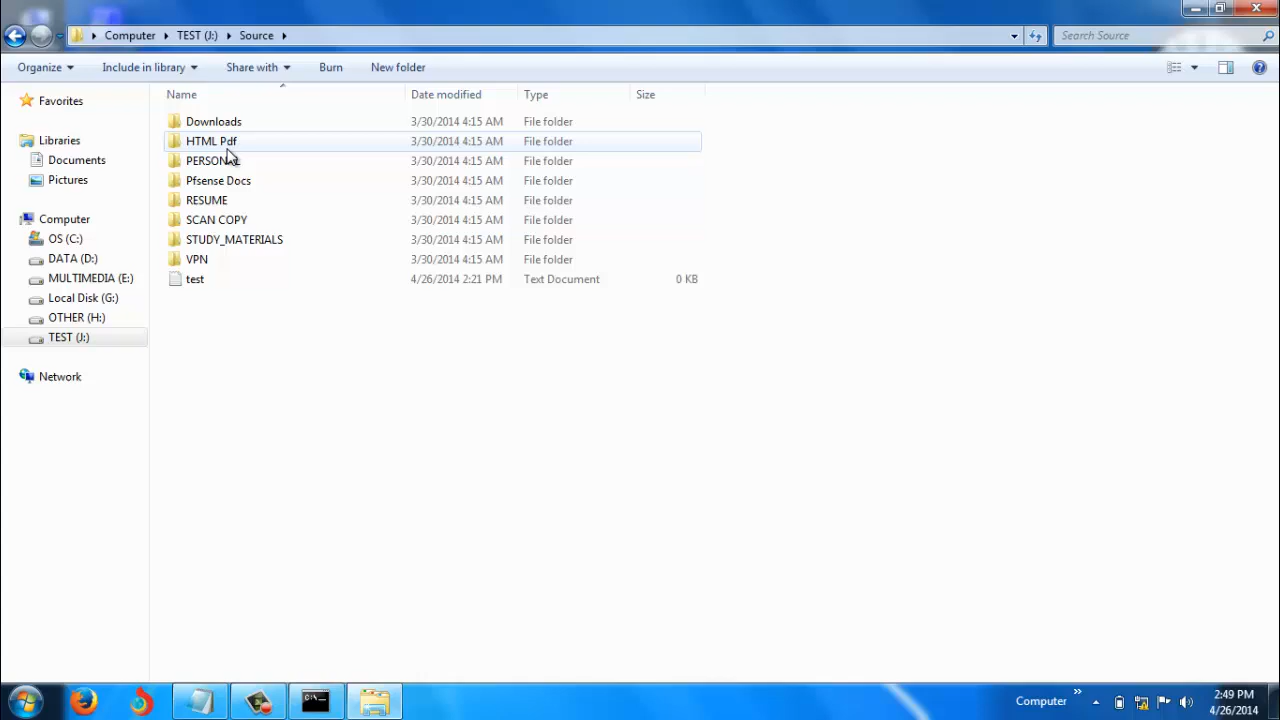 Computer TEST (J:) Source Search Source
Organize Include in library Share with Burn New folder
Name Date modified Type Size
Favorites
Libraries
Documents
Pictures
Computer
OS (C:)
DATA (D:)
MULTIMEDIA (E:)
Local Disk (G:)
OTHER (H:)
TEST (J:)
Network
Downloads 3/30/2014 4:15 AM File folder
HTML Pdf 3/30/2014 4:15 AM File folder
PERSONAL 3/30/2014 4:15 AM File folder
Pfsense Docs 3/30/2014 4:15 AM File folder
RESUME 3/30/2014 4:15 AM File folder
SCAN COPY 3/30/2014 4:15 AM File folder
STUDY_MATERIALS 3/30/2014 4:15 AM File folder
VPN 3/30/2014 4:15 AM File folder
test 4/26/2014 2:21 PM Text Document 0 KB
Computer » 2:49 PM
4/26/2014